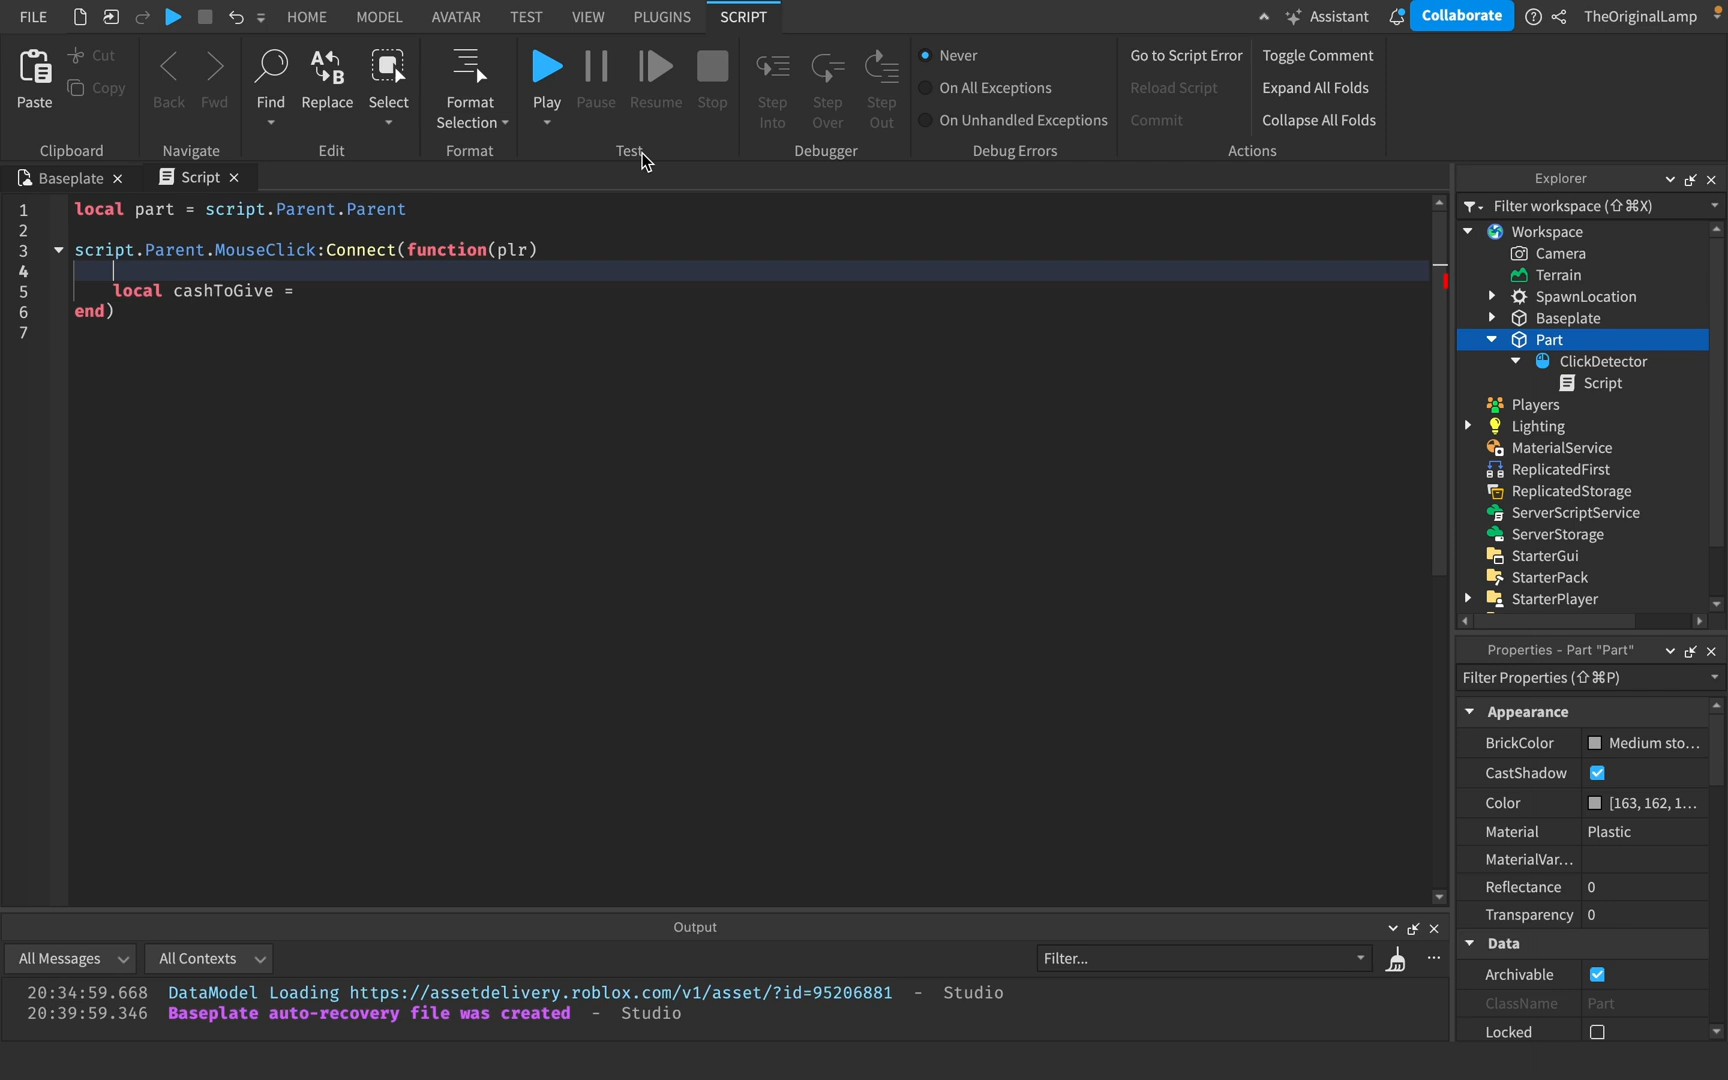 FILE HOME MODEL AVATAR TEST VIEW PLUGINS SCRIPT Assistant Collaborate TheOriginalLamp
Paste Cut Copy Back Fwd Find Replace Select Format Selection Play Pause Resume Stop Step Into Step Over Step Out
Never
On All Exceptions
On Unhandled Exceptions
Go to Script Error Toggle Comment
Reload Script Expand All Folds
Commit Collapse All Folds
Clipboard Navigate Edit Format Test Debugger Debug Errors Actions
Baseplate Script
1 local part = script.Parent.Parent
2
3 script.Parent.MouseClick:Connect(function(plr)
4
5 local cashToGive =
6 end)
7
Explorer
Filter workspace (⇧⌘X)
Workspace
Camera
Terrain
SpawnLocation
Baseplate
Part
ClickDetector
Script
Players
Lighting
MaterialService
ReplicatedFirst
ReplicatedStorage
ServerScriptService
ServerStorage
StarterGui
StarterPack
StarterPlayer
Properties - Part "Part"
Filter Properties (⇧⌘P)
Appearance
BrickColor Medium sto...
CastShadow
Color [163, 162, 1...
Material Plastic
MaterialVar...
Reflectance 0
Transparency 0
Data
Archivable
ClassName Part
Locked
Output
All Messages All Contexts Filter...
20:34:59.668 DataModel Loading https://assetdelivery.roblox.com/v1/asset/?id=95206881 - Studio
20:39:59.346 Baseplate auto-recovery file was created - Studio